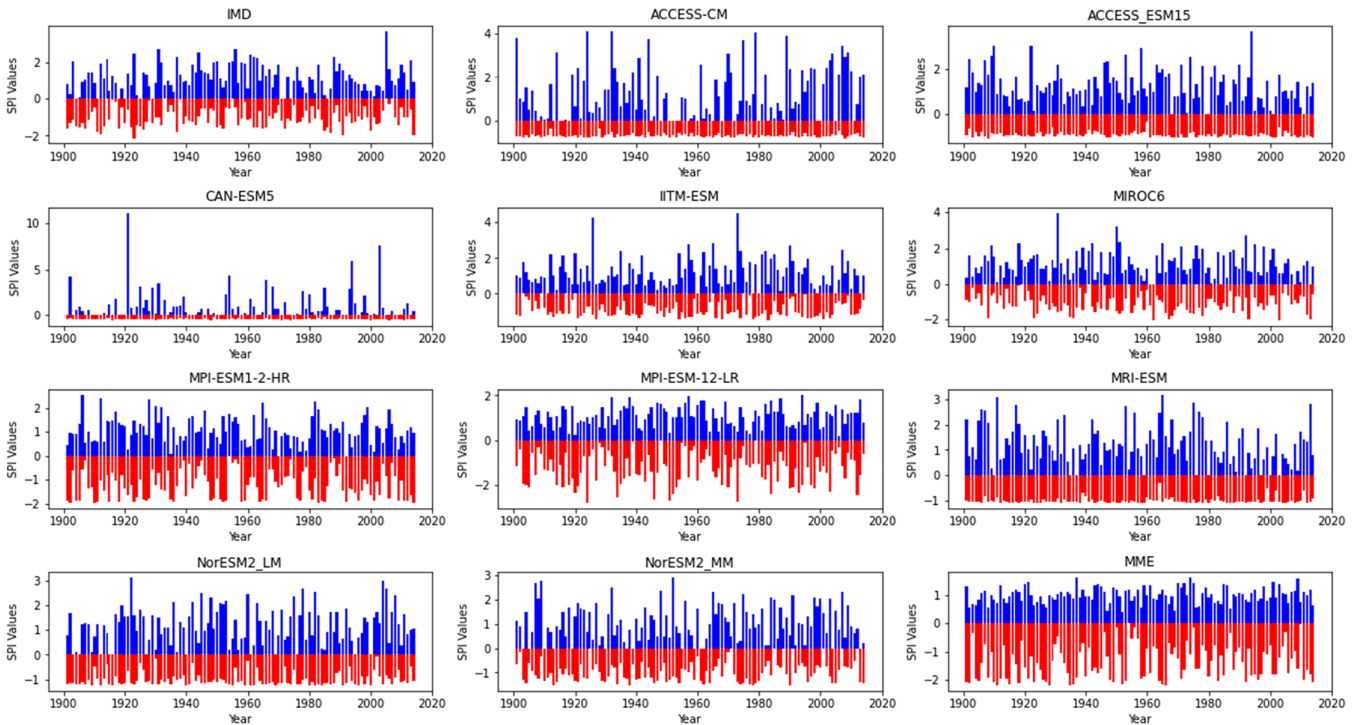 IMD
ACCESS-CM
ACCESS_ESM15
SPI Values
2
0
−2
1900 1920 1940 1960 1980 2000 2020
Year
SPI Values
4
2
0
1900 1920 1940 1960 1980 2000 2020
Year
SPI Values
2
0
1900 1920 1940 1960 1980 2000 2020
Year
CAN-ESM5
IITM-ESM
MIROC6
SPI Values
10
5
0
1900 1920 1940 1960 1980 2000 2020
Year
SPI Values
4
2
0
1900 1920 1940 1960 1980 2000 2020
Year
SPI Values
4
2
0
−2
1900 1920 1940 1960 1980 2000 2020
Year
MPI-ESM1-2-HR
MPI-ESM-12-LR
MRI-ESM
SPI Values
2
1
0
−1
−2
1900 1920 1940 1960 1980 2000 2020
Year
SPI Values
2
0
−2
1900 1920 1940 1960 1980 2000 2020
Year
SPI Values
3
2
1
0
−1
1900 1920 1940 1960 1980 2000 2020
Year
NorESM2_LM
NorESM2_MM
MME
SPI Values
3
2
1
0
−1
1900 1920 1940 1960 1980 2000 2020
Year
SPI Values
3
2
1
0
−1
1900 1920 1940 1960 1980 2000 2020
Year
SPI Values
1
0
−1
−2
1900 1920 1940 1960 1980 2000 2020
Year